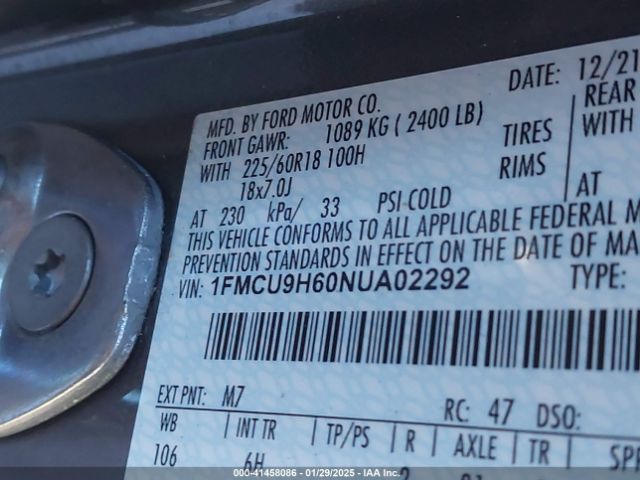 DATE: 12/21
MFD. BY FORD MOTOR CO.
FRONT GAWR: 1089 KG ( 2400 LB)
REAR
WITH 225/60R18 100H TIRES WITH
18x7.0J RIMS
AT 230 kPa/ 33 PSI COLD AT
THIS VEHICLE CONFORMS TO ALL APPLICABLE FEDERAL M
PREVENTION STANDARDS IN EFFECT ON THE DATE OF MA
VIN: 1FMCU9H60NUA02292 TYPE:
EXT PNT: M7 RC: 47 DSO:
WB INT TR TP/PS R AXLE TR SPR
106 6H
00-41458086 - 01/29/2025 - IAA Inc.